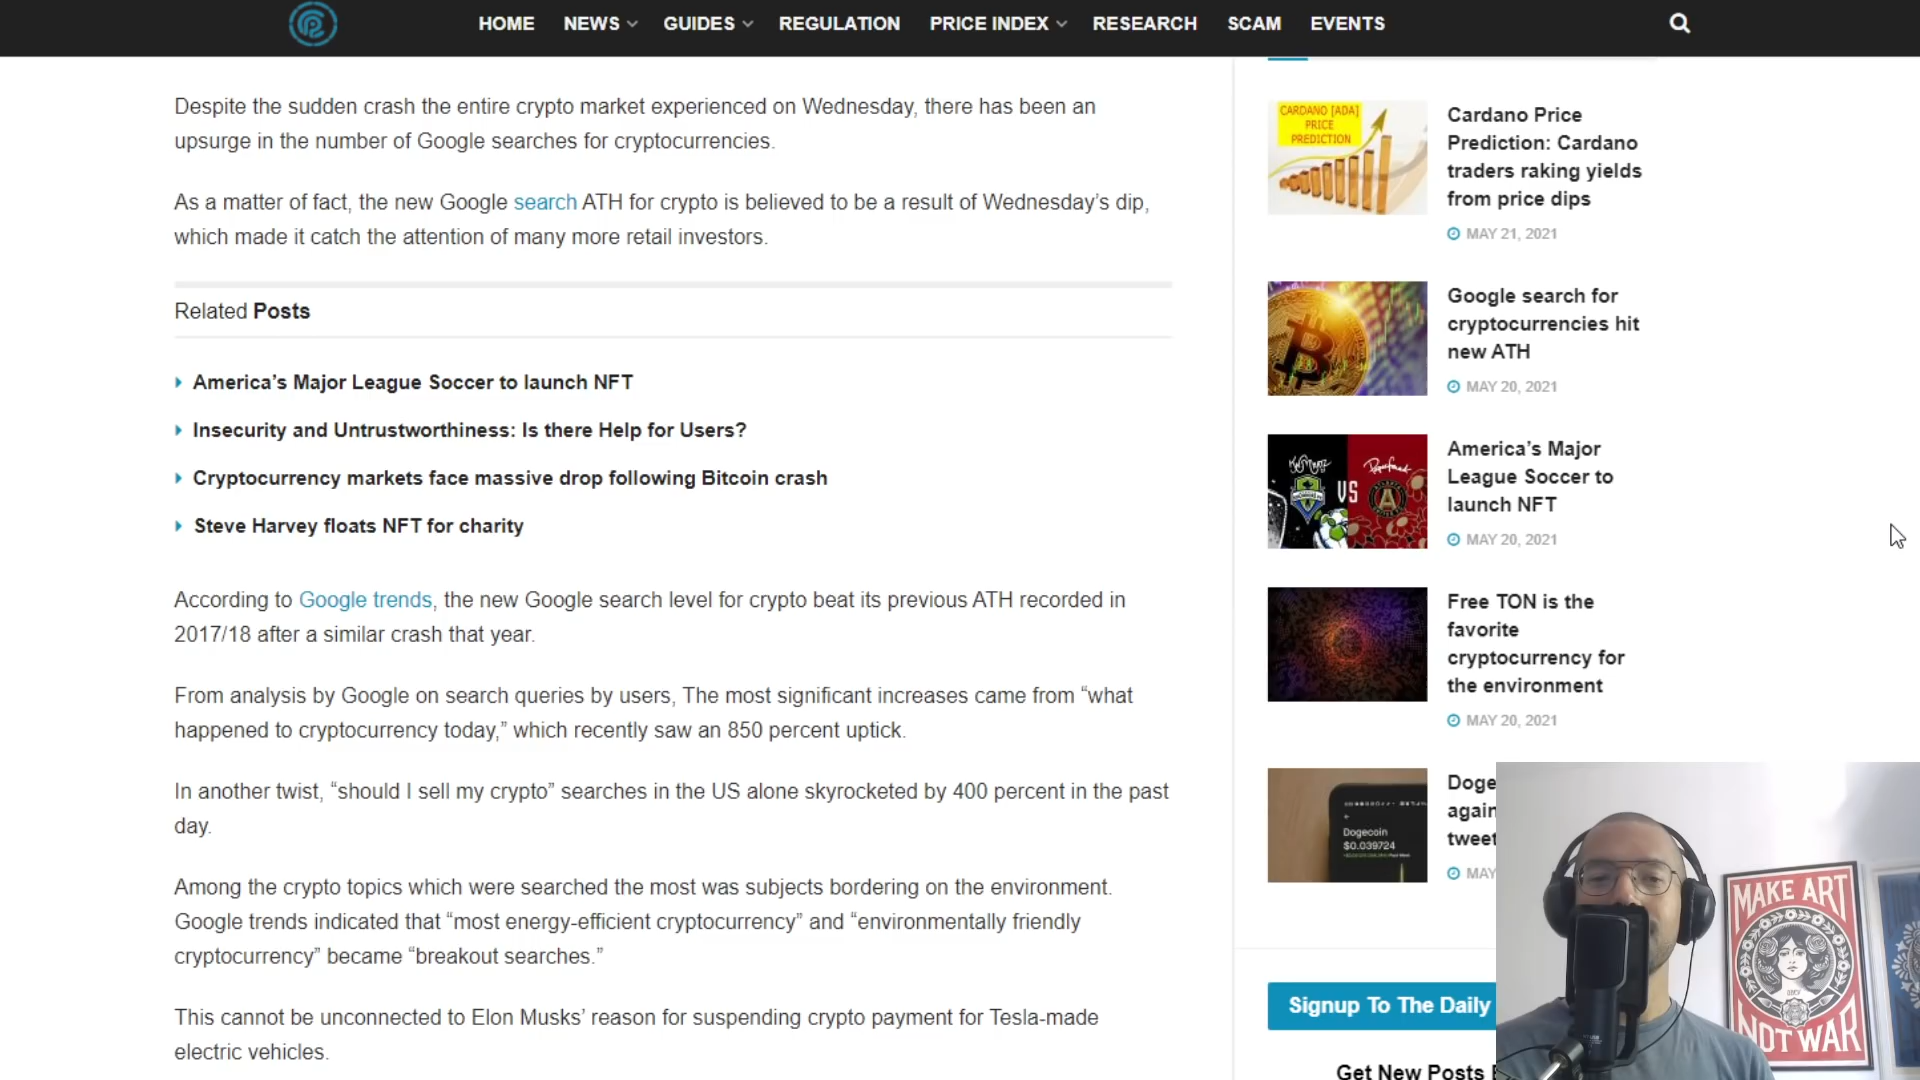 HOME NEWS GUIDES REGULATION PRICE INDEX RESEARCH SCAM EVENTS
Despite the sudden crash the entire crypto market experienced on Wednesday, there has been an
upsurge in the number of Google searches for cryptocurrencies.
As a matter of fact, the new Google search ATH for crypto is believed to be a result of Wednesday’s dip,
which made it catch the attention of many more retail investors.
Related Posts
America’s Major League Soccer to launch NFT
Insecurity and Untrustworthiness: Is there Help for Users?
Cryptocurrency markets face massive drop following Bitcoin crash
Steve Harvey floats NFT for charity
According to Google trends, the new Google search level for crypto beat its previous ATH recorded in
2017/18 after a similar crash that year.
From analysis by Google on search queries by users, The most significant increases came from “what
happened to cryptocurrency today,” which recently saw an 850 percent uptick.
In another twist, “should I sell my crypto” searches in the US alone skyrocketed by 400 percent in the past
day.
Among the crypto topics which were searched the most was subjects bordering on the environment.
Google trends indicated that “most energy-efficient cryptocurrency” and “environmentally friendly
cryptocurrency” became “breakout searches.”
This cannot be unconnected to Elon Musks’ reason for suspending crypto payment for Tesla-made
electric vehicles.
CARDANO [ADA]
PRICE
PREDICTION
Cardano Price
Prediction: Cardano
traders raking yields
from price dips
MAY 21, 2021
Google search for
cryptocurrencies hit
new ATH
MAY 20, 2021
VS
America’s Major
League Soccer to
launch NFT
MAY 20, 2021
Free TON is the
favorite
cryptocurrency for
the environment
MAY 20, 2021
Dogecoin
$0.039724
Doge
again
tweet
MAY
Signup To The Daily
Get New Posts
MAKE ART
NOT WAR